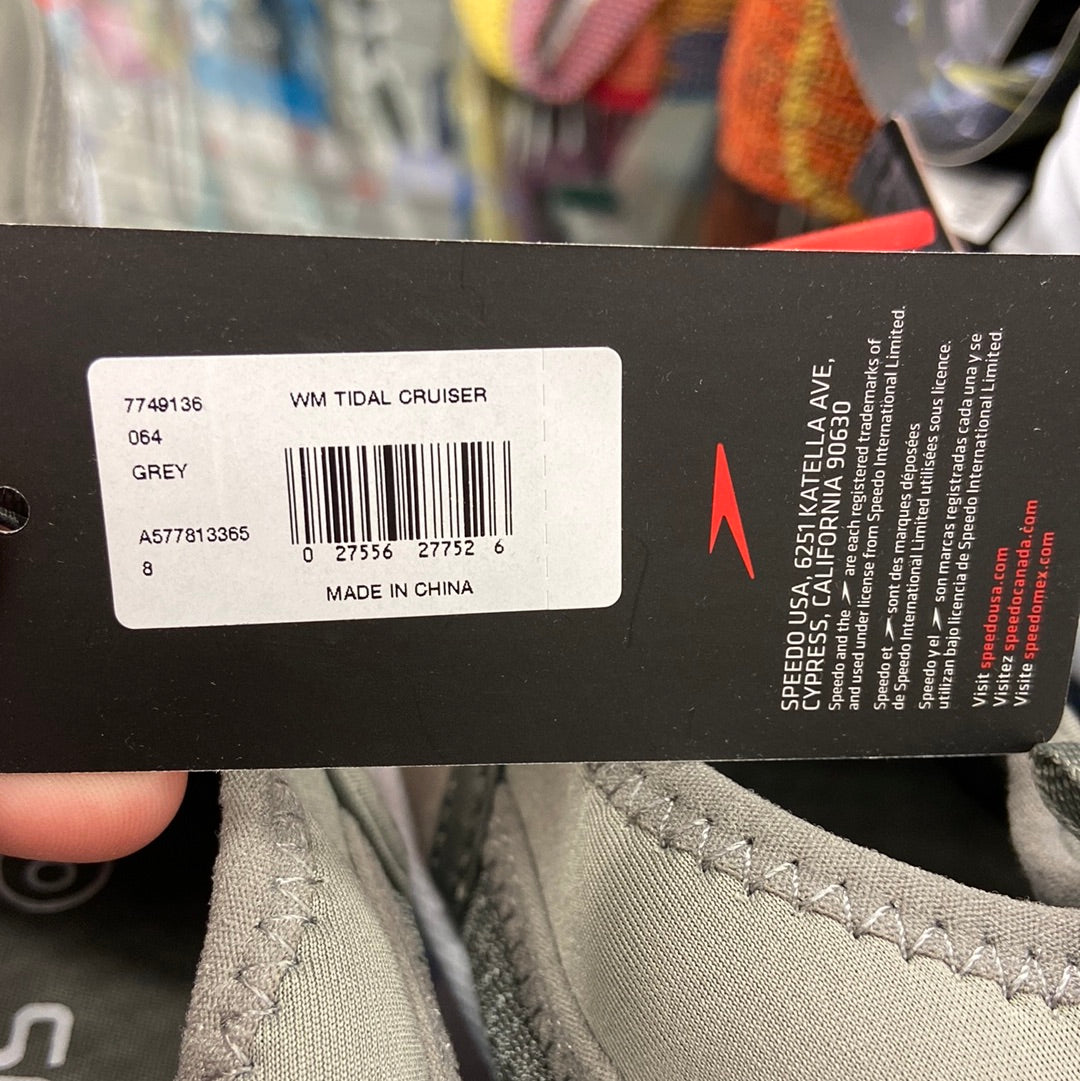 7749136
WM TIDAL CRUISER
064
GREY
A577813365
8
0 27556 27752 6
MADE IN CHINA
SPEEDO USA, 6251 KATELLA AVE,
CYPRESS, CALIFORNIA 90630
Speedo and the are each registered trademarks of
and used under license from Speedo International Limited.
Speedo et sont des marques déposées
de Speedo International Limited utilisées sous licence.
Speedo y el son marcas registradas cada una y se
utilizan bajo licencia de Speedo International Limited.
Visit speedousa.com
Visitez speedocanada.com
Visite speedomex.com